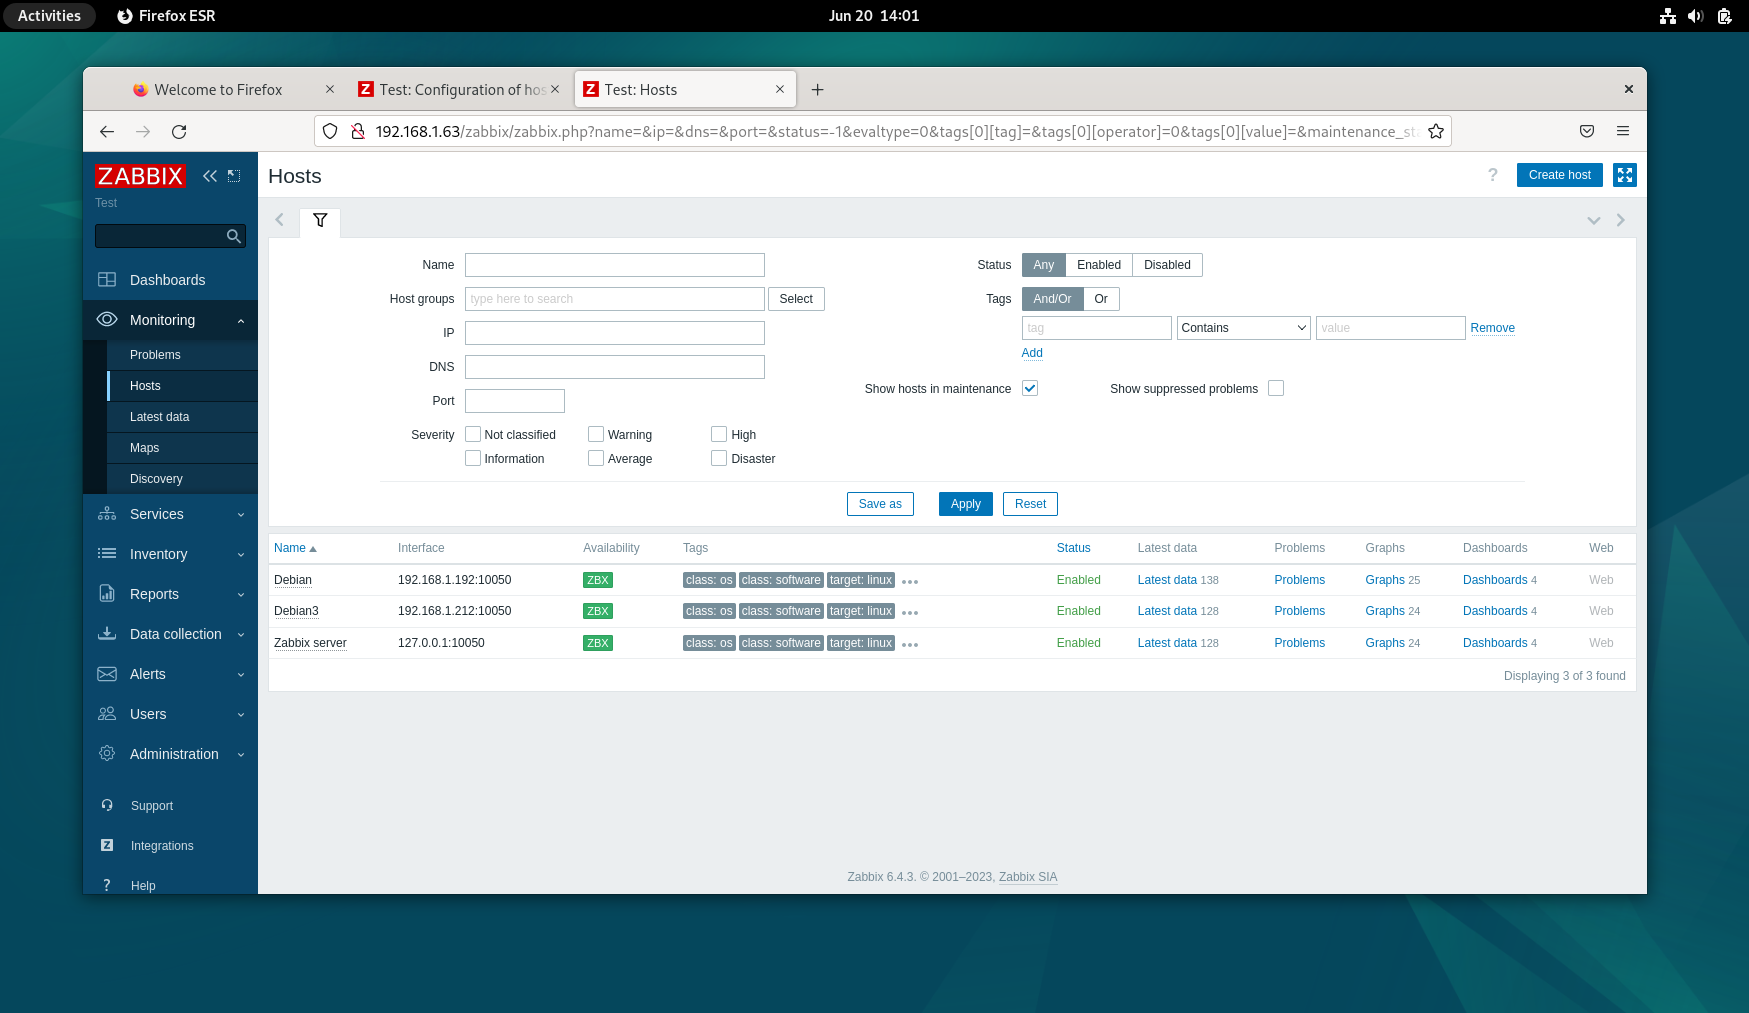 Activities Firefox ESR Jun 20 14:01
Welcome to Firefox Test: Configuration of hos Test: Hosts
192.168.1.63/zabbix/zabbix.php?name=&ip=&dns=&port=&status=-1&evaltype=0&tags[0][tag]=&tags[0][operator]=0&tags[0][value]=&maintenance_st
ZABBIX
Test
Dashboards
Monitoring
Problems
Hosts
Latest data
Maps
Discovery
Services
Inventory
Reports
Data collection
Alerts
Users
Administration
Support
Z Integrations
? Help
Hosts ? Create host
Name
Host groups type here to search Select
IP
DNS
Port
Severity Not classified Warning High
Information Average Disaster
Status Any Enabled Disabled
Tags And/Or Or
tag Contains value Remove
Add
Show hosts in maintenance Show suppressed problems
Save as Apply Reset
Name Interface Availability Tags Status Latest data Problems Graphs Dashboards Web
Debian 192.168.1.192:10050 ZBX class: os class: software target: linux ••• Enabled Latest data 138 Problems Graphs 25 Dashboards 4 Web
Debian3 192.168.1.212:10050 ZBX class: os class: software target: linux ••• Enabled Latest data 128 Problems Graphs 24 Dashboards 4 Web
Zabbix server 127.0.0.1:10050 ZBX class: os class: software target: linux ••• Enabled Latest data 128 Problems Graphs 24 Dashboards 4 Web
Displaying 3 of 3 found
Zabbix 6.4.3. © 2001–2023, Zabbix SIA